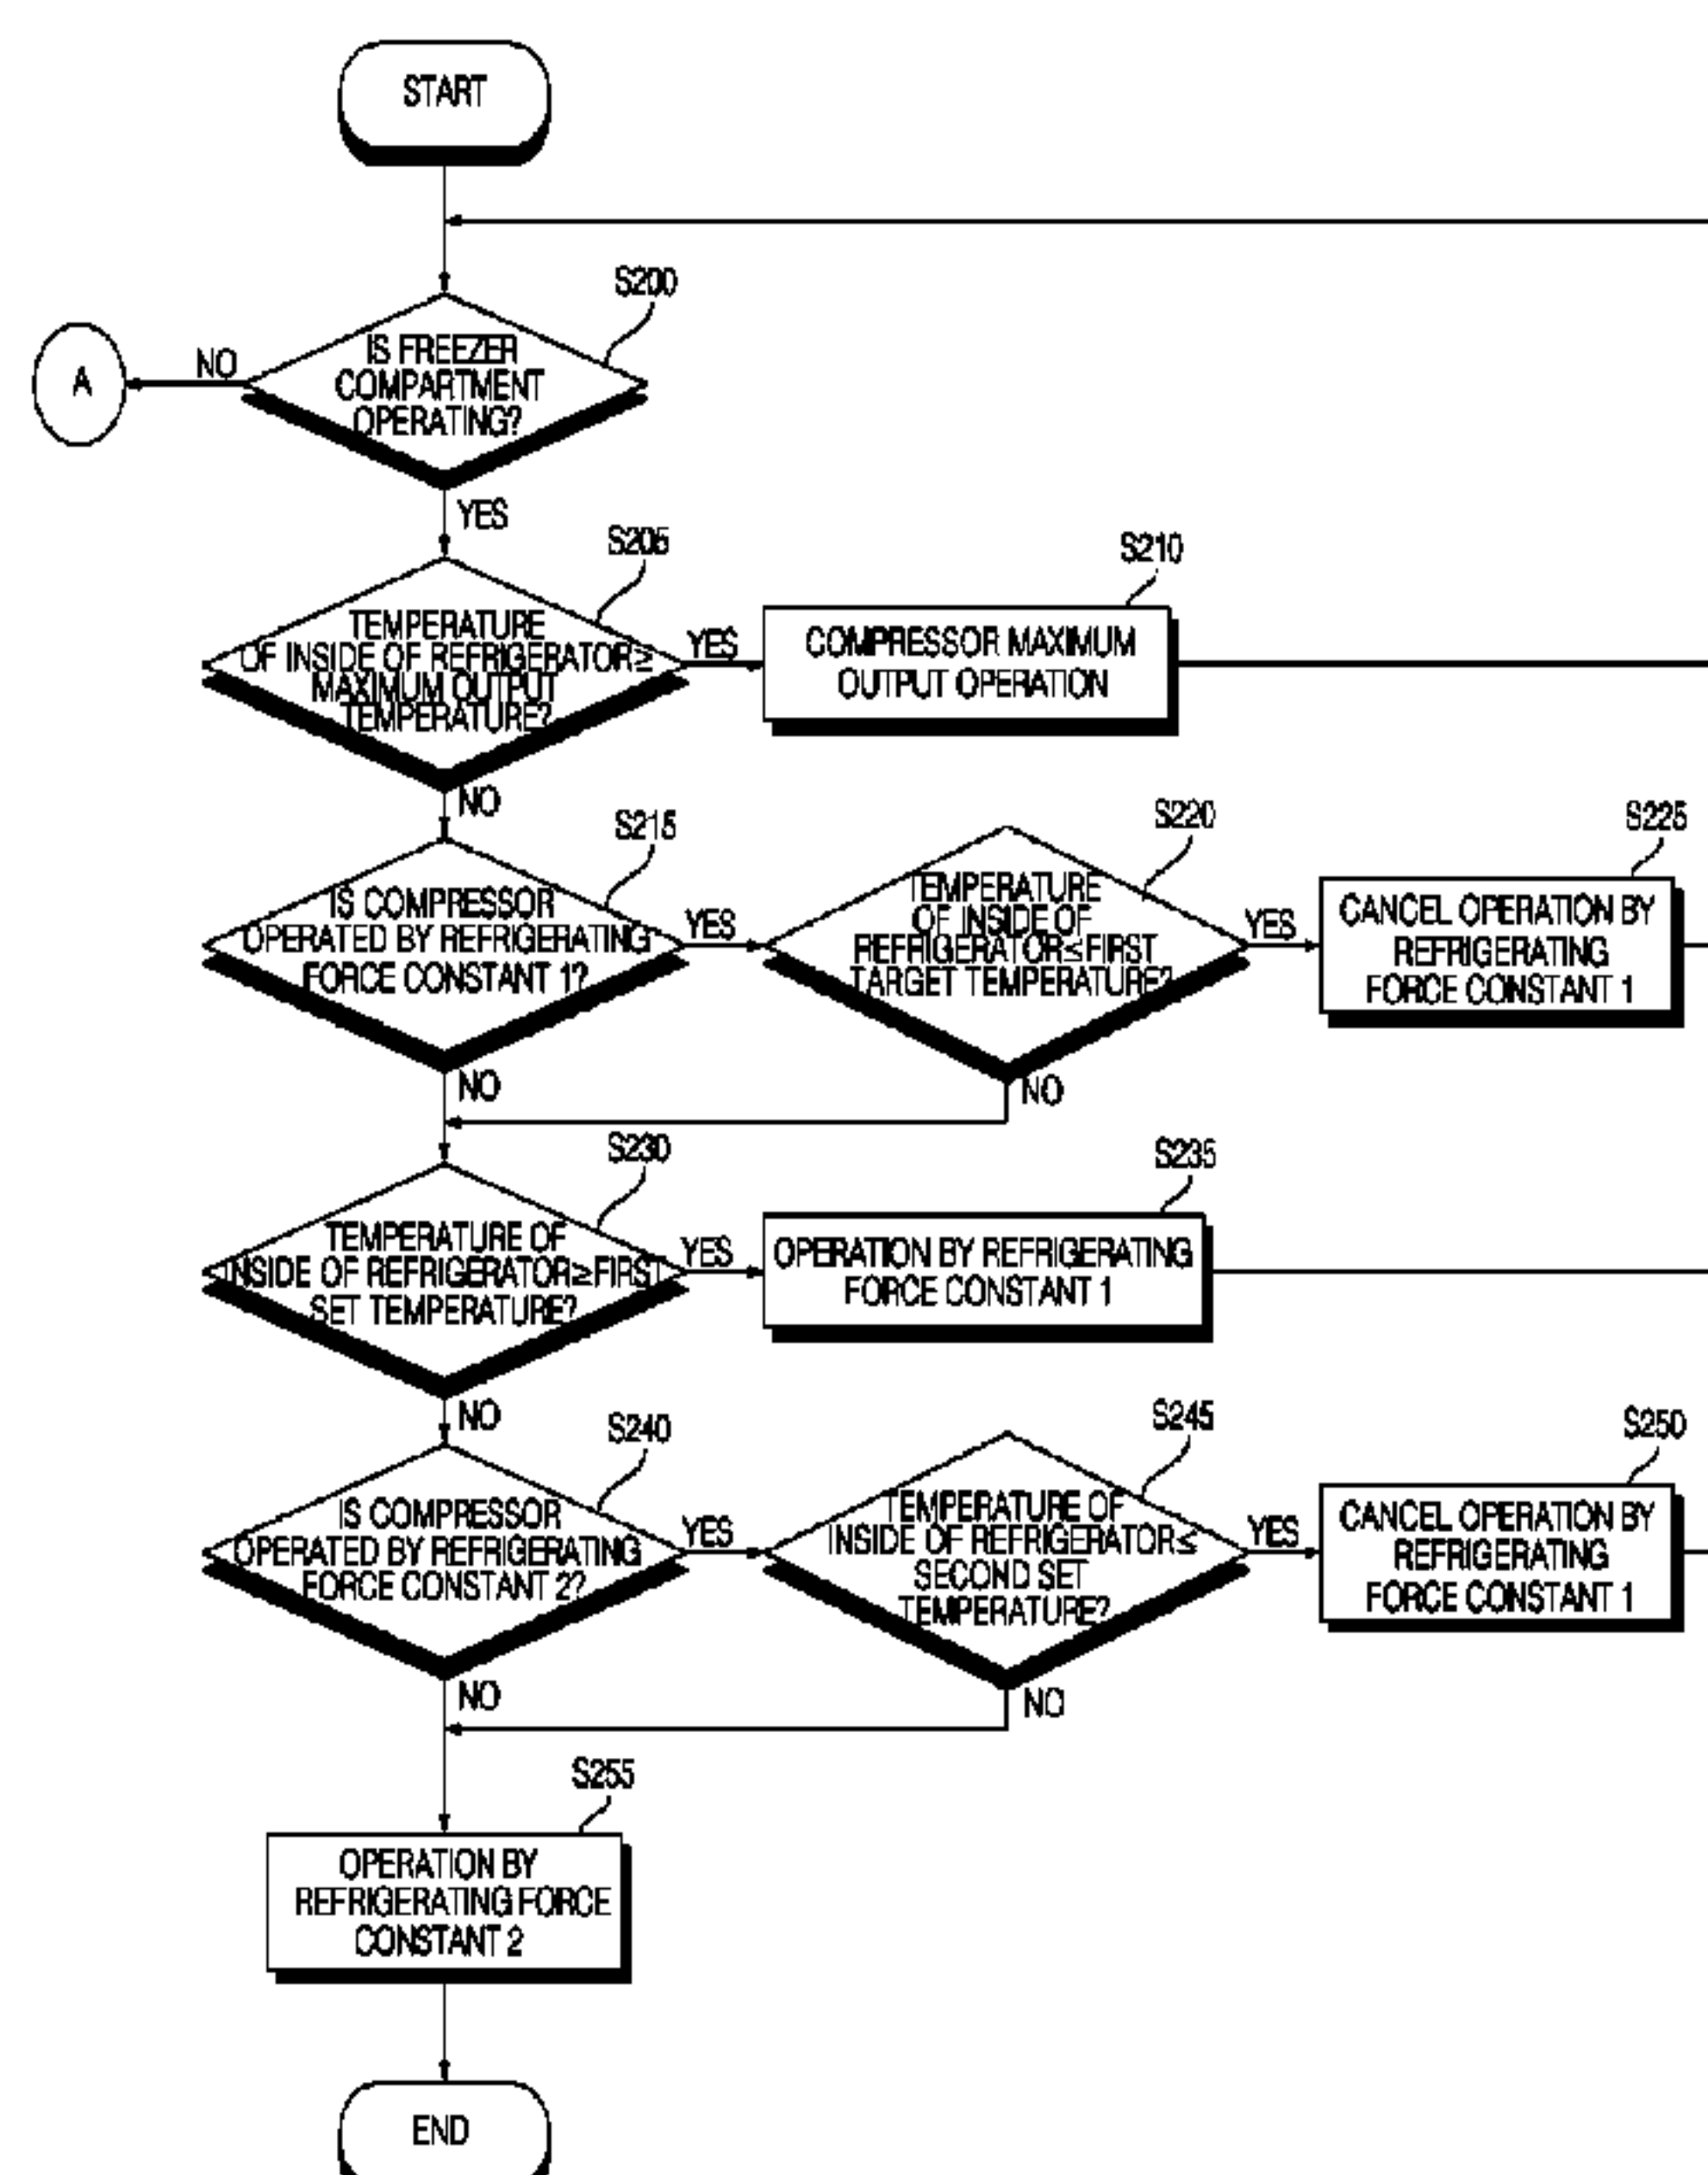 START
S200
IS FREEZER
COMPARTMENT
OPERATING?
NO
A
YES
S205
TEMPERATURE
OF INSIDE OF REFRIGERATOR≥
MAXIMUM OUTPUT
TEMPERATURE?
YES
S210
COMPRESSOR MAXIMUM
OUTPUT OPERATION
NO
S215
IS COMPRESSOR
OPERATED BY REFRIGERATING
FORCE CONSTANT 1?
YES
S220
TEMPERATURE
OF INSIDE OF
REFRIGERATOR≤FIRST
TARGET TEMPERATURE?
YES
S225
CANCEL OPERATION BY
REFRIGERATING
FORCE CONSTANT 1
NO
NO
S230
TEMPERATURE OF
INSIDE OF REFRIGERATOR≥FIRST
SET TEMPERATURE?
YES
S235
OPERATION BY REFRIGERATING
FORCE CONSTANT 1
NO
S240
IS COMPRESSOR
OPERATED BY REFRIGERATING
FORCE CONSTANT 2?
YES
S245
TEMPERATURE OF
INSIDE OF REFRIGERATOR≤
SECOND SET
TEMPERATURE?
YES
S250
CANCEL OPERATION BY
REFRIGERATING
FORCE CONSTANT 1
NO
NO
S255
OPERATION BY
REFRIGERATING FORCE
CONSTANT 2
END